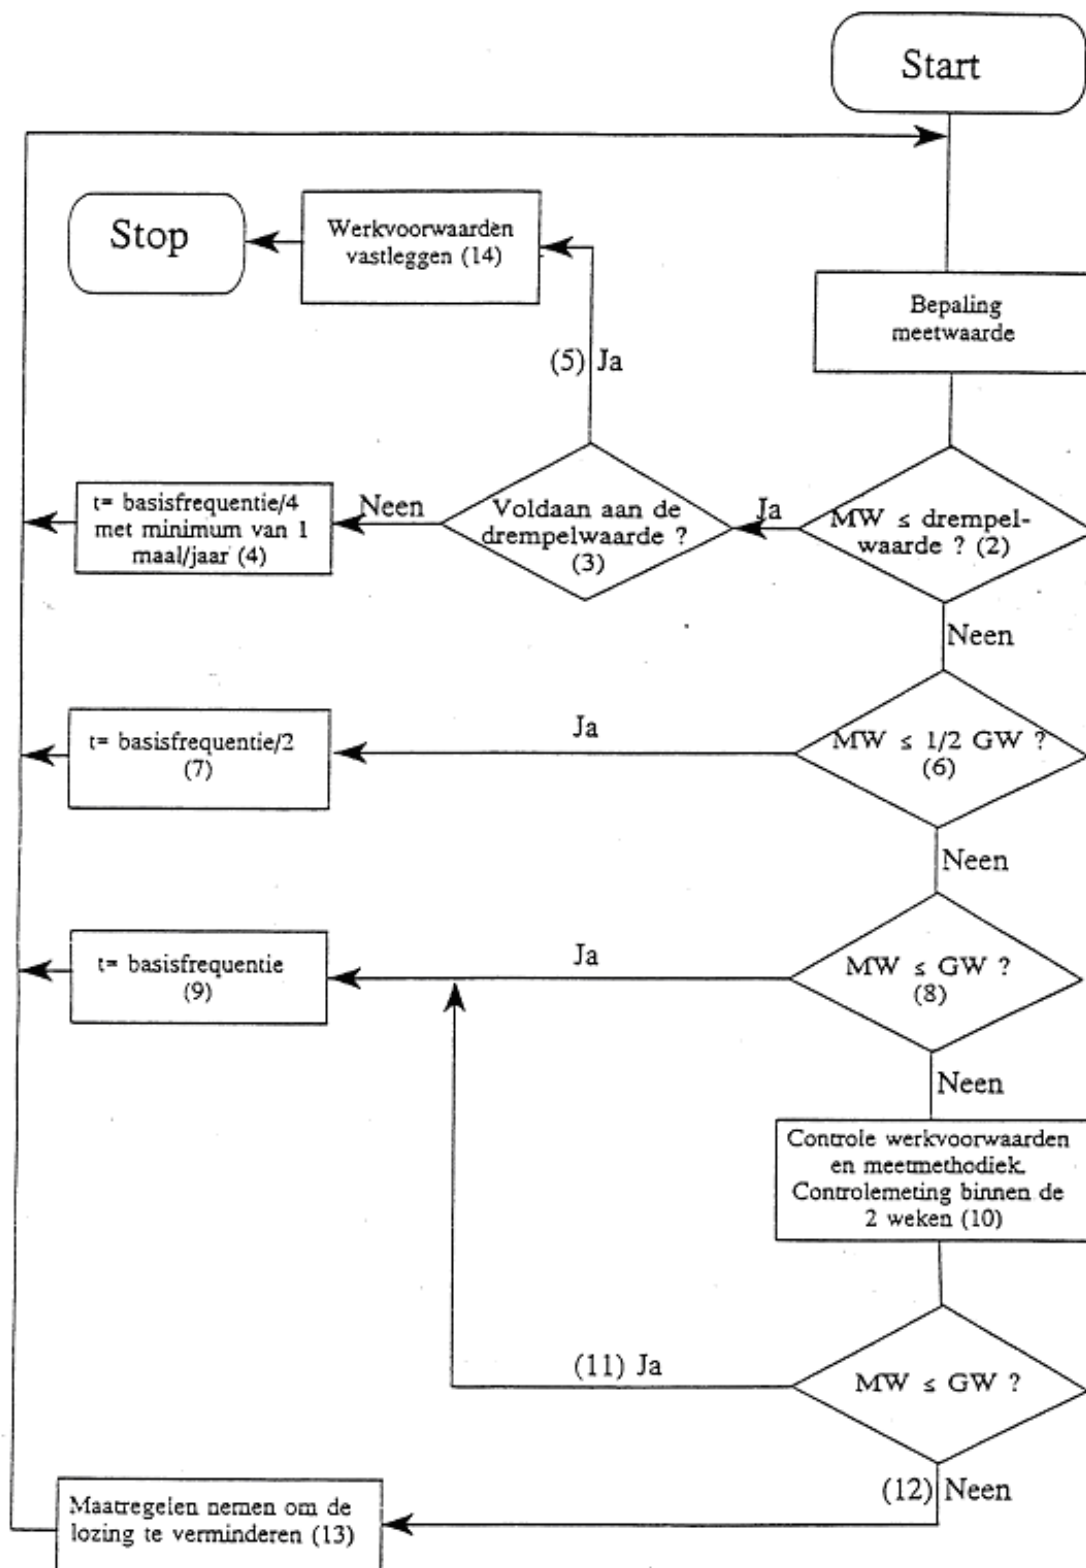 Start
Stop
Werkvoorwaarden
vastleggen (14)
Bepaling
meetwaarde
(5) Ja
t= basisfrequentie/4
met minimum van 1
maal/jaar (4)
Neen
Voldaan aan de
drempelwaarde ?
(3)
Ja
MW ≤ drempel-
waarde ? (2)
Neen
t= basisfrequentie/2
(7)
Ja
MW ≤ 1/2 GW ?
(6)
Neen
t= basisfrequentie
(9)
Ja
MW ≤ GW ?
(8)
Neen
Controle werkvoorwaarden
en meetmethodiek.
Controlemeting binnen de
2 weken (10)
(11) Ja
MW ≤ GW ?
(12) Neen
Maatregelen nemen om de
lozing te verminderen (13)